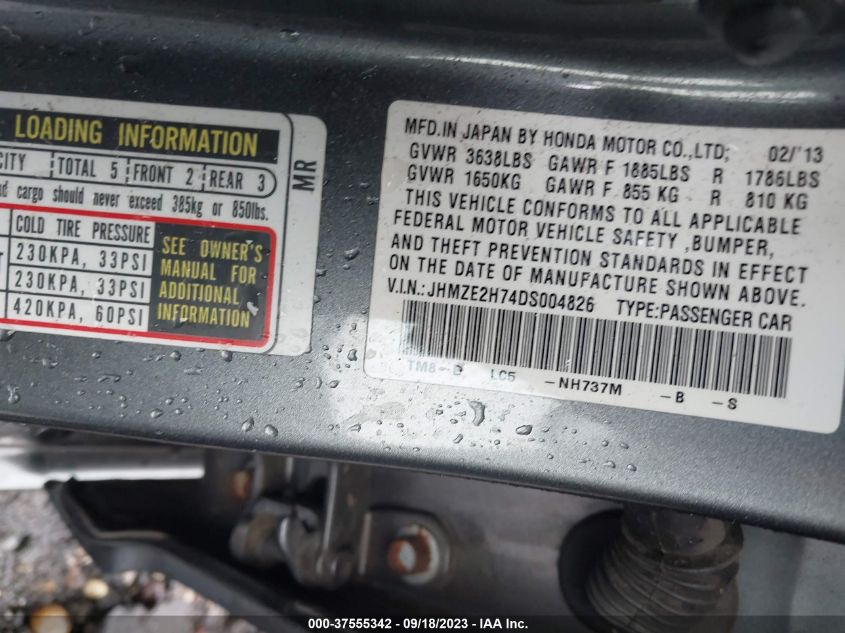 LOADING INFORMATION
CITY TOTAL 5 FRONT 2 REAR 3
cargo should never exceed 385kg or 850lbs.
COLD TIRE PRESSURE
230KPA, 33PSI
230KPA, 33PSI
420KPA, 60PSI
SEE OWNER'S
MANUAL FOR
ADDITIONAL
INFORMATION
MR
MFD.IN JAPAN BY HONDA MOTOR CO.,LTD; 02/'13
GVWR 3638LBS GAWR F 1885LBS R 1786LBS
GVWR 1650KG GAWR F. 855 KG R 810 KG
THIS VEHICLE CONFORMS TO ALL APPLICABLE
FEDERAL MOTOR VEHICLE SAFETY ,BUMPER,
AND THEFT PREVENTION STANDARDS IN EFFECT
ON THE DATE OF MANUFACTURE SHOWN ABOVE.
V.I.N.: JHMZE2H74DS004826 TYPE:PASSENGER CAR
LC5 -NH737M -B -S
000-37555342 - 09/18/2023 - IAA Inc.